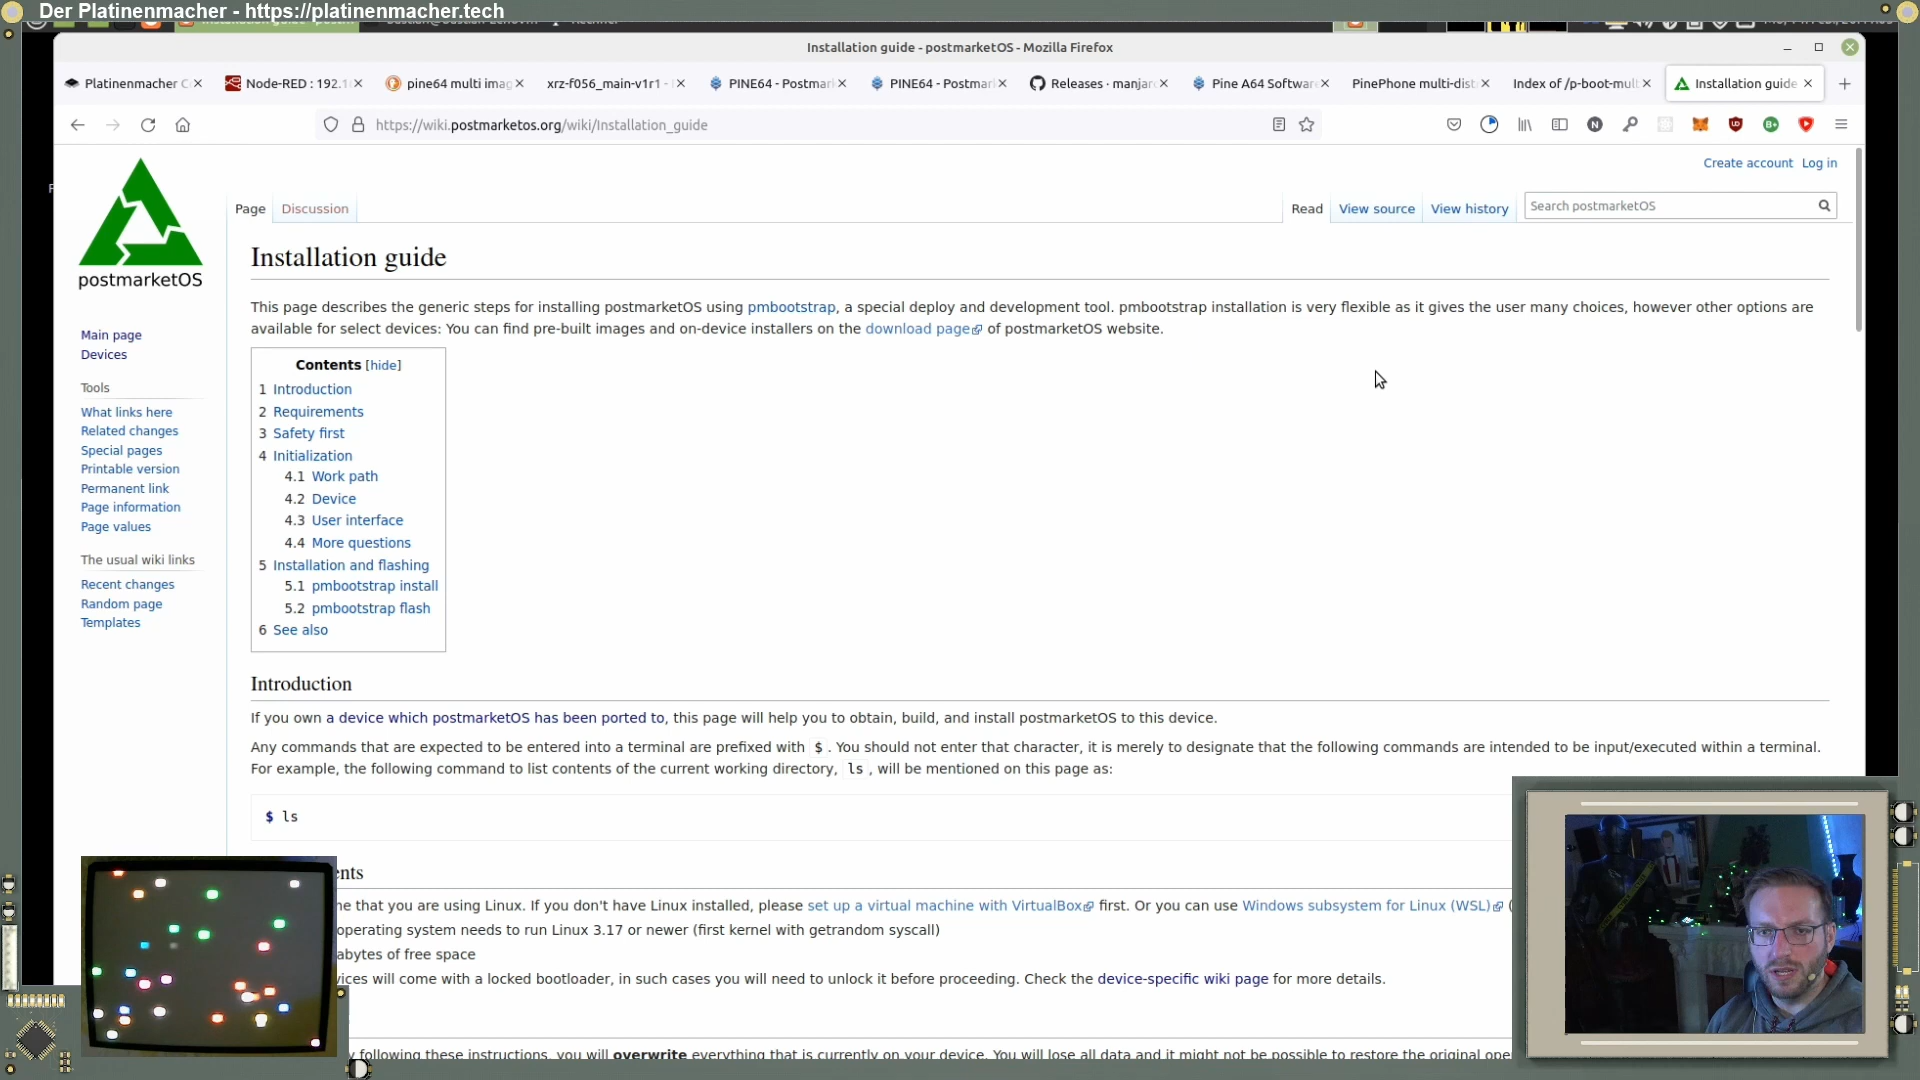 Der Platinenmacher - https://platinenmacher.tech
Installation guide - postmarketOS - Mozilla Firefox
Platinenmacher C
Node-RED : 192.1
pine64 multi imag
xrz-f056_main-v1r1 -
PINE64 - Postmar
PINE64 - Postmar
Releases · manjar
Pine A64 Softwar
PinePhone multi-dist
Index of /p-boot-mul
Installation guide
https://wiki.postmarketos.org/wiki/Installation_guide
Create account Log in
postmarketOS
Page Discussion
Read View source View history
Search postmarketOS
Main page
Devices
Tools
What links here
Related changes
Special pages
Printable version
Permanent link
Page information
Page values
The usual wiki links
Recent changes
Random page
Templates
Installation guide
This page describes the generic steps for installing postmarketOS using pmbootstrap, a special deploy and development tool. pmbootstrap installation is very flexible as it gives the user many choices, however other options are
available for select devices: You can find pre-built images and on-device installers on the download page of postmarketOS website.
Contents [hide]
1 Introduction
2 Requirements
3 Safety first
4 Initialization
4.1 Work path
4.2 Device
4.3 User interface
4.4 More questions
5 Installation and flashing
5.1 pmbootstrap install
5.2 pmbootstrap flash
6 See also
Introduction
If you own a device which postmarketOS has been ported to, this page will help you to obtain, build, and install postmarketOS to this device.
Any commands that are expected to be entered into a terminal are prefixed with $ . You should not enter that character, it is merely to designate that the following commands are intended to be input/executed within a terminal.
For example, the following command to list contents of the current working directory, ls , will be mentioned on this page as:
$ ls
ents
e that you are using Linux. If you don't have Linux installed, please set up a virtual machine with VirtualBox first. Or you can use Windows subsystem for Linux (WSL) (
operating system needs to run Linux 3.17 or newer (first kernel with getrandom syscall)
abytes of free space
vices will come with a locked bootloader, in such cases you will need to unlock it before proceeding. Check the device-specific wiki page for more details.
following these instructions, you will overwrite everything that is currently on your device. You will lose all data and it might not be possible to restore the original ope